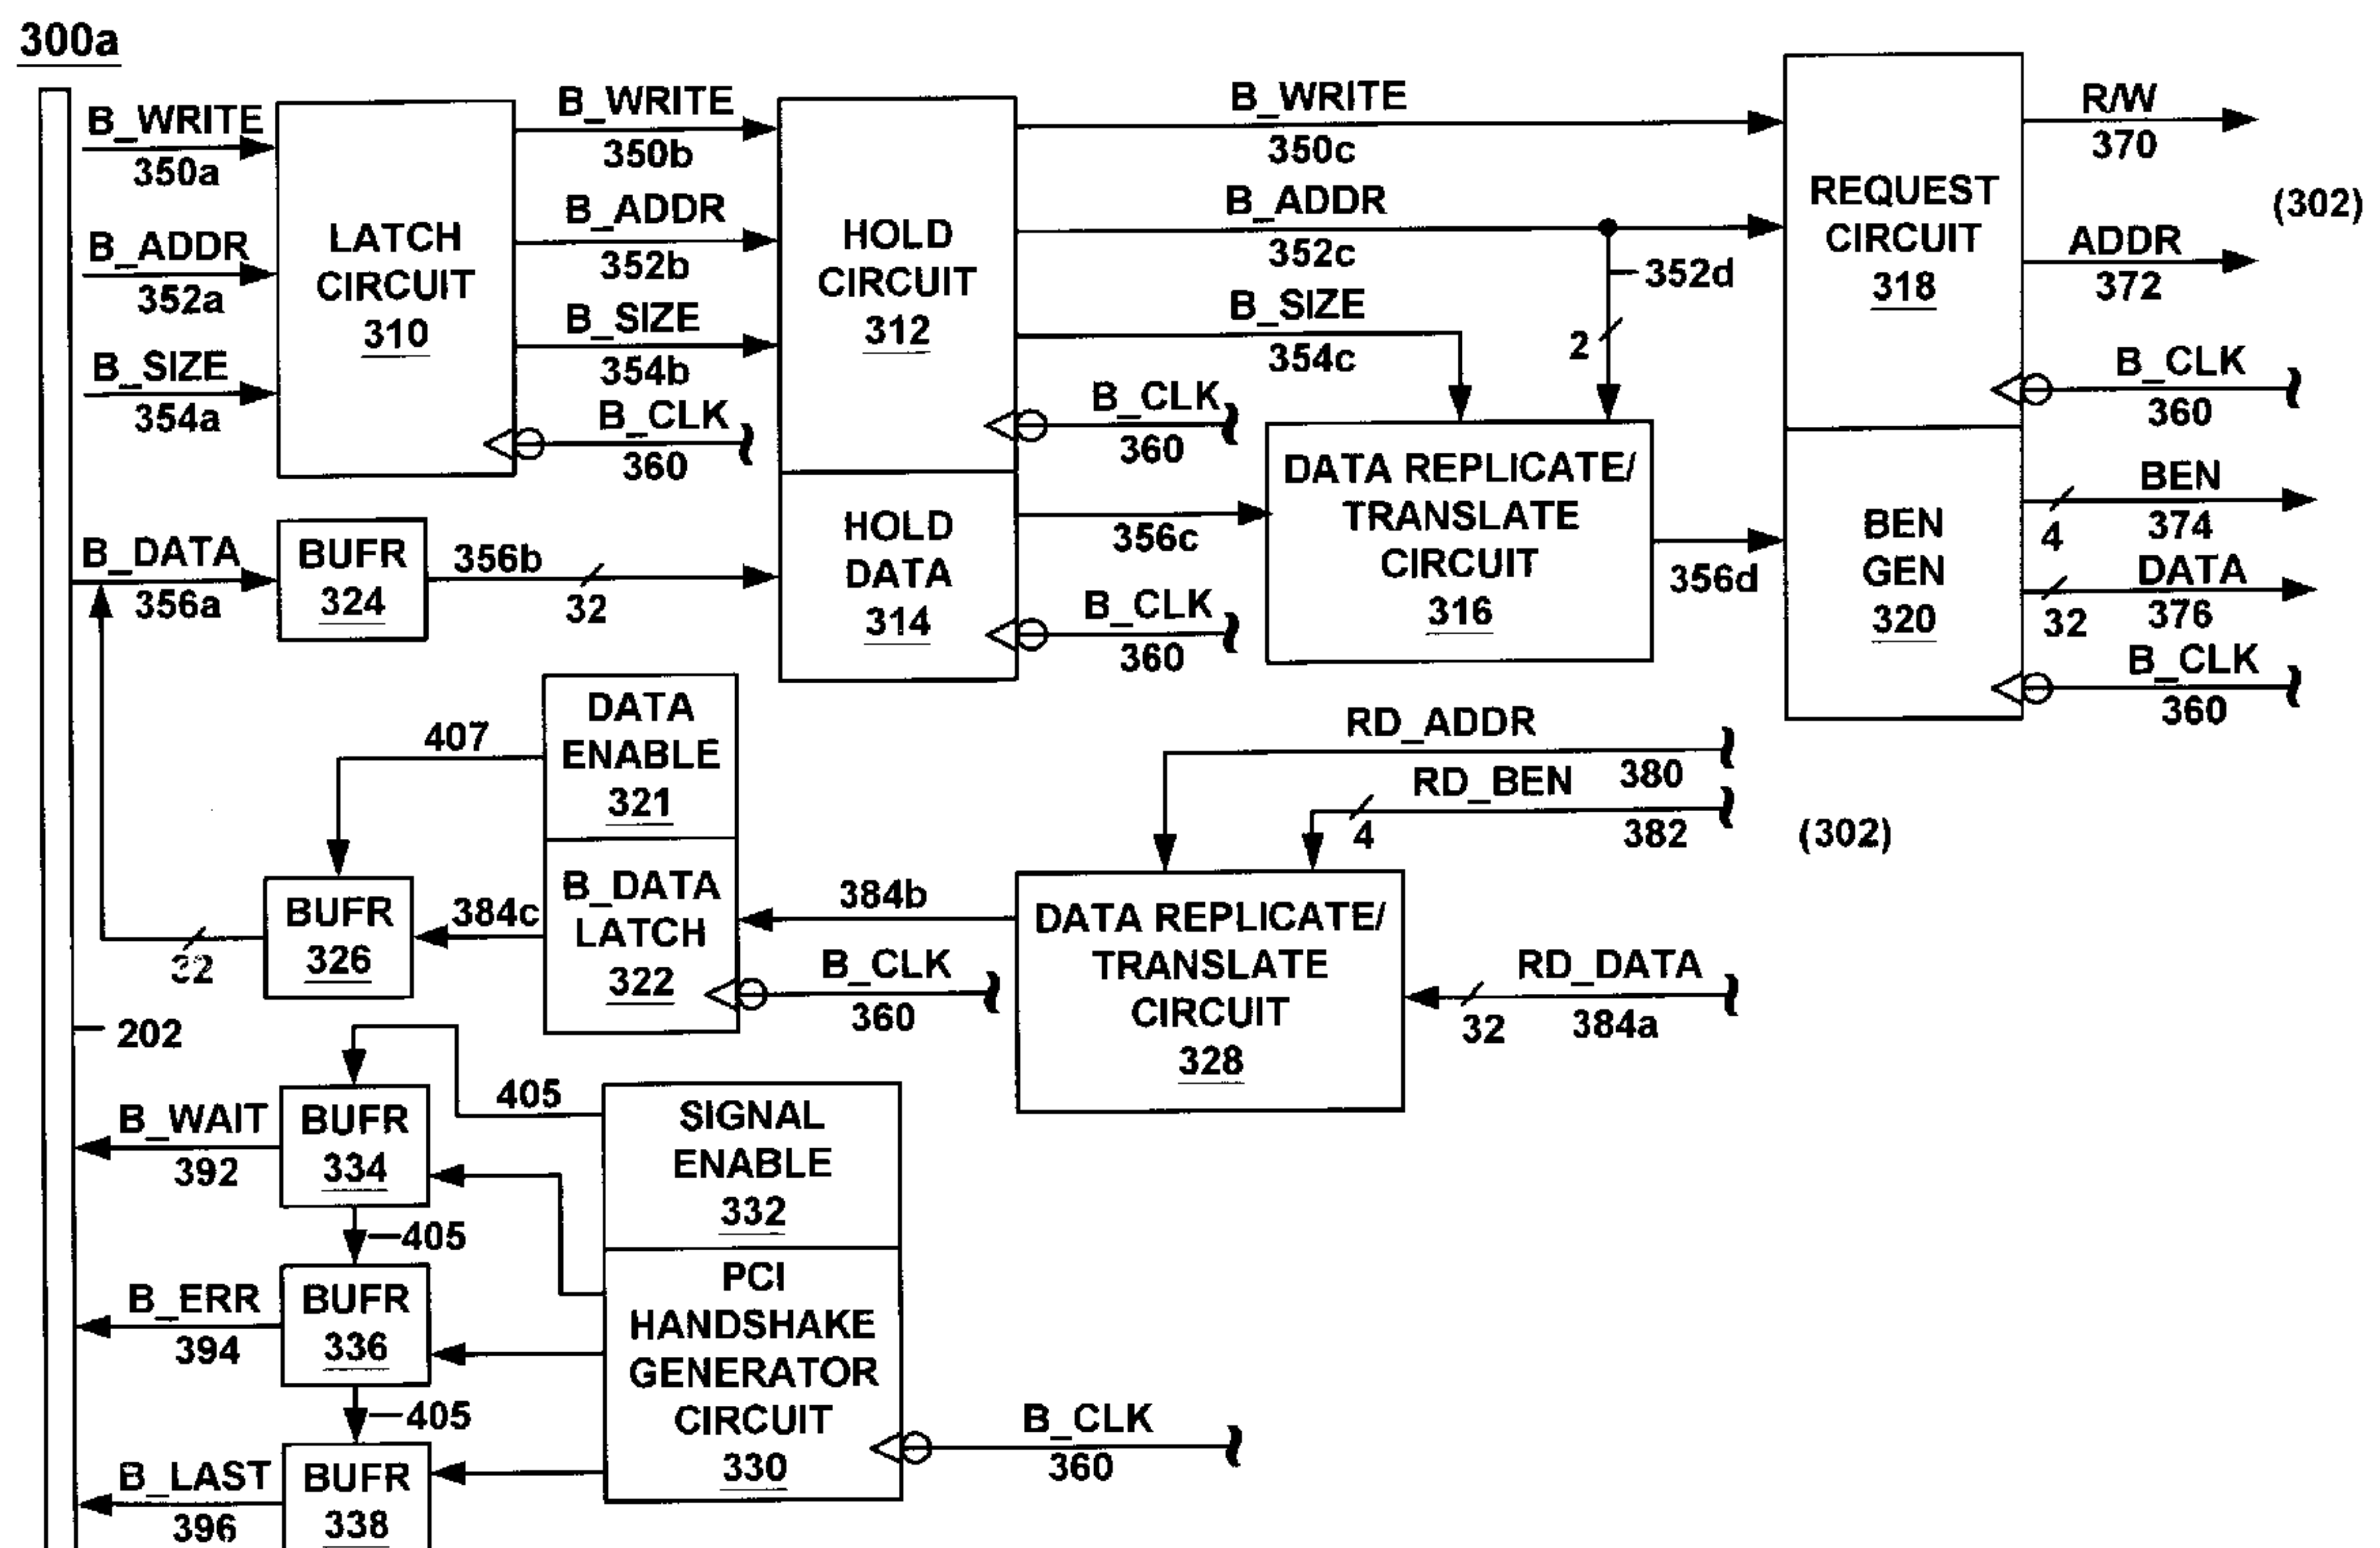 300a
B_WRITE
350a
B_ADDR
352a
B_SIZE
354a
LATCH
CIRCUIT
310
B_WRITE
350b
B_ADDR
352b
B_SIZE
354b
B_CLK
360
HOLD
CIRCUIT
312
B_WRITE
350c
B_ADDR
352c
352d
2
B_SIZE
354c
B_CLK
360
REQUEST
CIRCUIT
318
R/W
370
(302)
ADDR
372
B_CLK
360
B_DATA
356a
BUFR
324
356b
32
HOLD
DATA
314
356c
B_CLK
360
DATA REPLICATE/
TRANSLATE
CIRCUIT
316
356d
BEN
GEN
320
BEN
4
374
DATA
32
376
B_CLK
360
407
DATA
ENABLE
321
RD_ADDR
380
RD_BEN
4
382
(302)
32
BUFR
326
384c
B_DATA
LATCH
322
384b
B_CLK
360
DATA REPLICATE/
TRANSLATE
CIRCUIT
328
RD_DATA
32
384a
202
B_WAIT
392
BUFR
334
405
SIGNAL
ENABLE
332
405
B_ERR
394
BUFR
336
PCI
HANDSHAKE
GENERATOR
CIRCUIT
330
B_CLK
360
405
B_LAST
396
BUFR
338